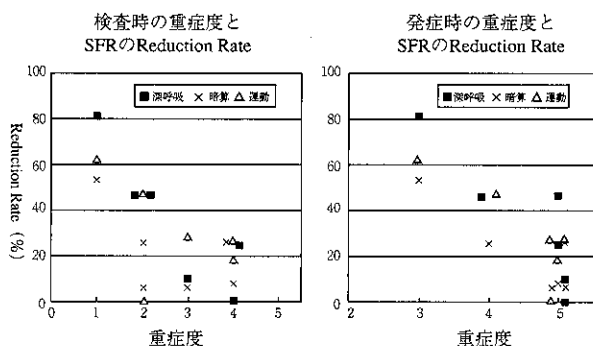 検査時の重症度と
SFRのReduction Rate
発症時の重症度と
SFRのReduction Rate
Reduction Rate (%)
100
80
60
40
20
0
■深呼吸 ×暗算 △運動
1 2 3 4 5
重症度
100
80
60
40
20
0
■深呼吸 ×暗算 △運動
2 3 4 5
重症度